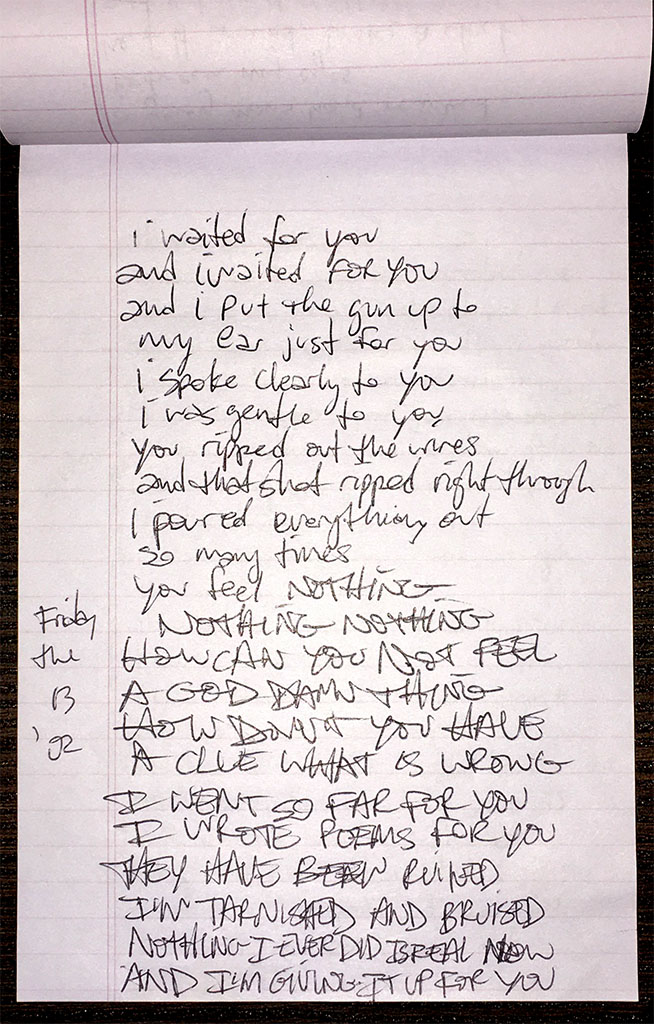 i waited for you
and i waited FOR YOU
and i put the gun up to
my ear just for you
i spoke clearly to you
i was gentle to you
you ripped out the wires
and that shot ripped right through
I poured everything out
so many times
you feel NOTHING
NOTHING NOTHING
HOW CAN YOU NOT FEEL
A GOD DAMN THING
HOW DON'T YOU HAVE
A CLUE WHAT IS WRONG
I WENT SO FAR FOR YOU
I WROTE POEMS FOR YOU
THEY HAVE BEEN RUINED
I'M TARNISHED AND BRUISED
NOTHING I EVER DID IS REAL NOW
AND I'M GIVING IT UP FOR YOU
Friday
the
13
'02